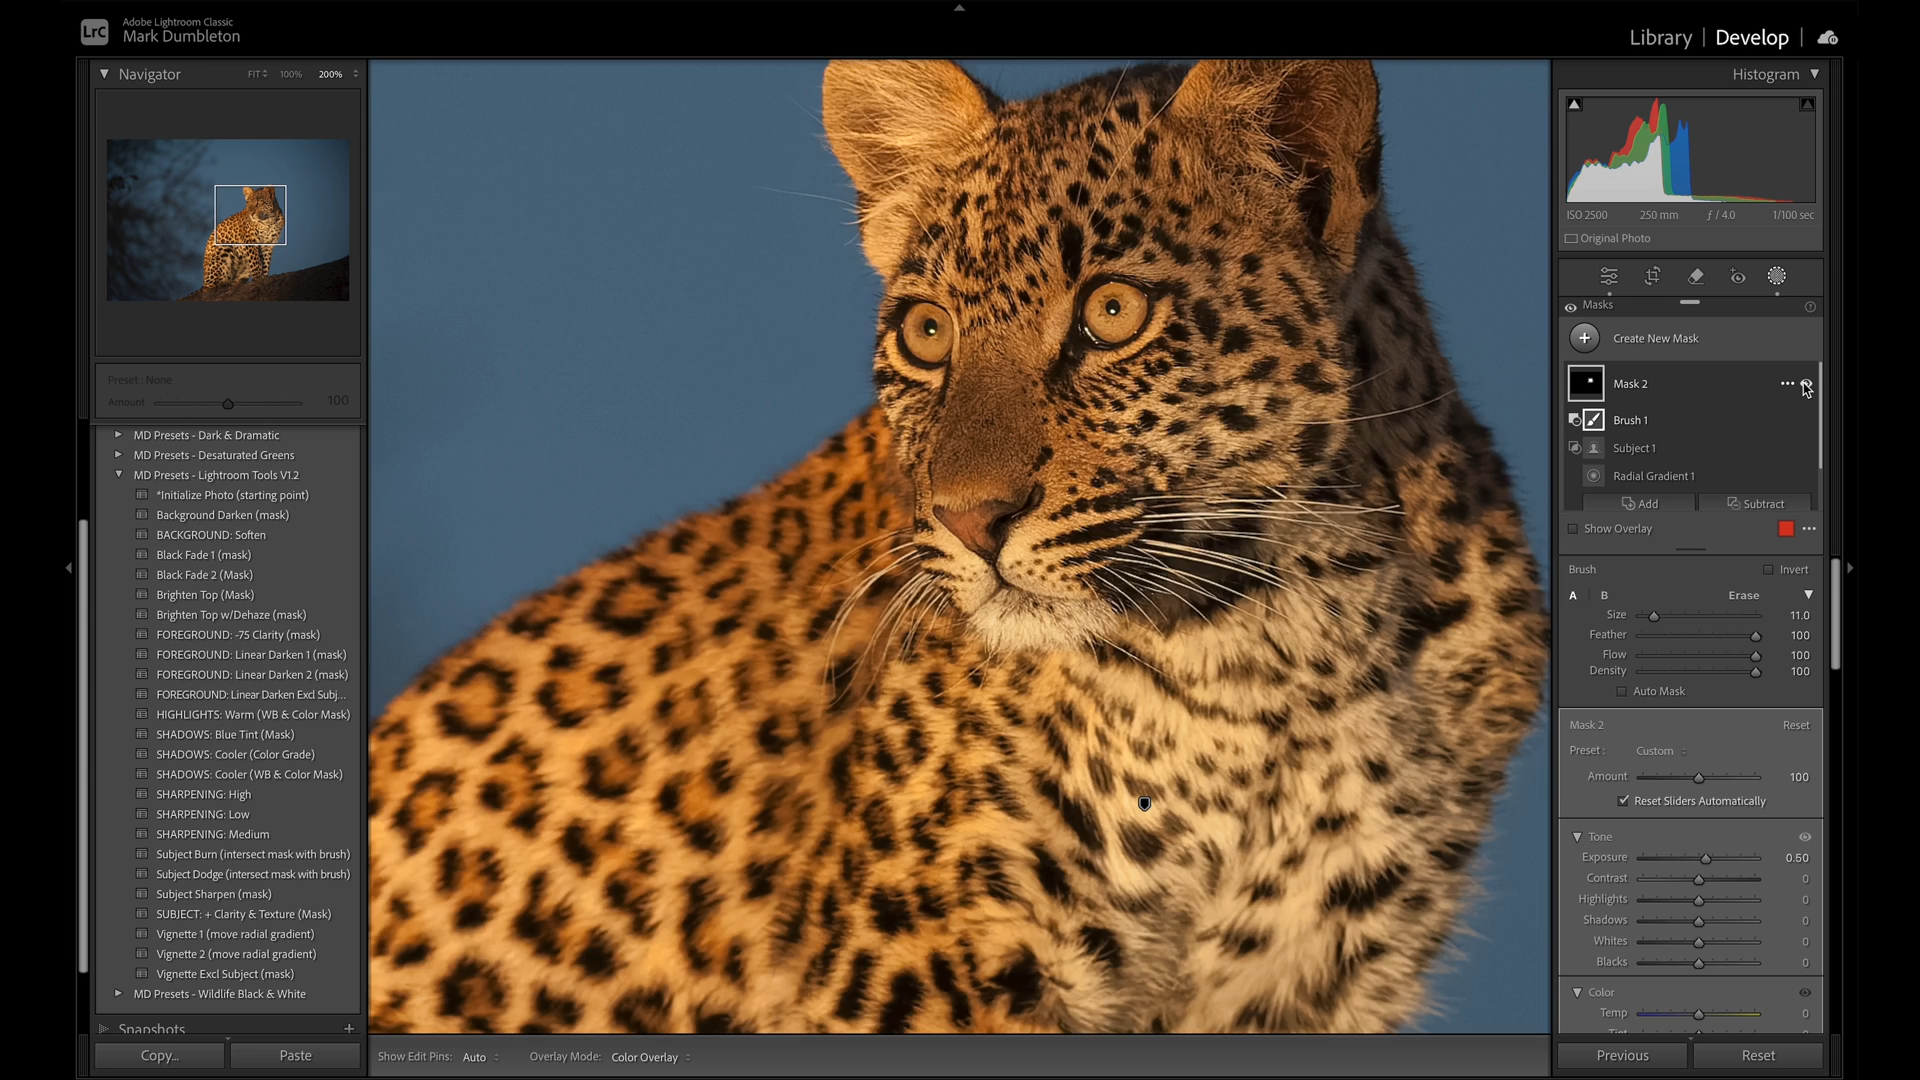 LrC
Adobe Lightroom Classic
Mark Dumbleton
Library | Develop
Navigator
FIT 100% 200%
Preset : None
Amount 100
MD Presets - Dark & Dramatic
MD Presets - Desaturated Greens
MD Presets - Lightroom Tools V1.2
*Initialize Photo (starting point)
Background Darken (mask)
BACKGROUND: Soften
Black Fade 1 (mask)
Black Fade 2 (Mask)
Brighten Top (Mask)
Brighten Top w/Dehaze (mask)
FOREGROUND: -75 Clarity (mask)
FOREGROUND: Linear Darken 1 (mask)
FOREGROUND: Linear Darken 2 (mask)
FOREGROUND: Linear Darken Excl Subj...
HIGHLIGHTS: Warm (WB & Color Mask)
SHADOWS: Blue Tint (Mask)
SHADOWS: Cooler (Color Grade)
SHADOWS: Cooler (WB & Color Mask)
SHARPENING: High
SHARPENING: Low
SHARPENING: Medium
Subject Burn (intersect mask with brush)
Subject Dodge (intersect mask with brush)
Subject Sharpen (mask)
SUBJECT: + Clarity & Texture (Mask)
Vignette 1 (move radial gradient)
Vignette 2 (move radial gradient)
Vignette Excl Subject (mask)
MD Presets - Wildlife Black & White
Snapshots +
Copy... Paste
Show Edit Pins: Auto Overlay Mode: Color Overlay
Histogram
ISO 2500 250 mm ƒ / 4.0 1/100 sec
Original Photo
Masks
Create New Mask
Mask 2
Brush 1
Subject 1
Radial Gradient 1
Add Subtract
Show Overlay
Brush Invert
A B Erase
Size 11.0
Feather 100
Flow 100
Density 100
Auto Mask
Mask 2 Reset
Preset : Custom
Amount 100
Reset Sliders Automatically
Tone
Exposure 0.50
Contrast 0
Highlights 0
Shadows 0
Whites 0
Blacks 0
Color
Temp 0
Tint
Previous Reset